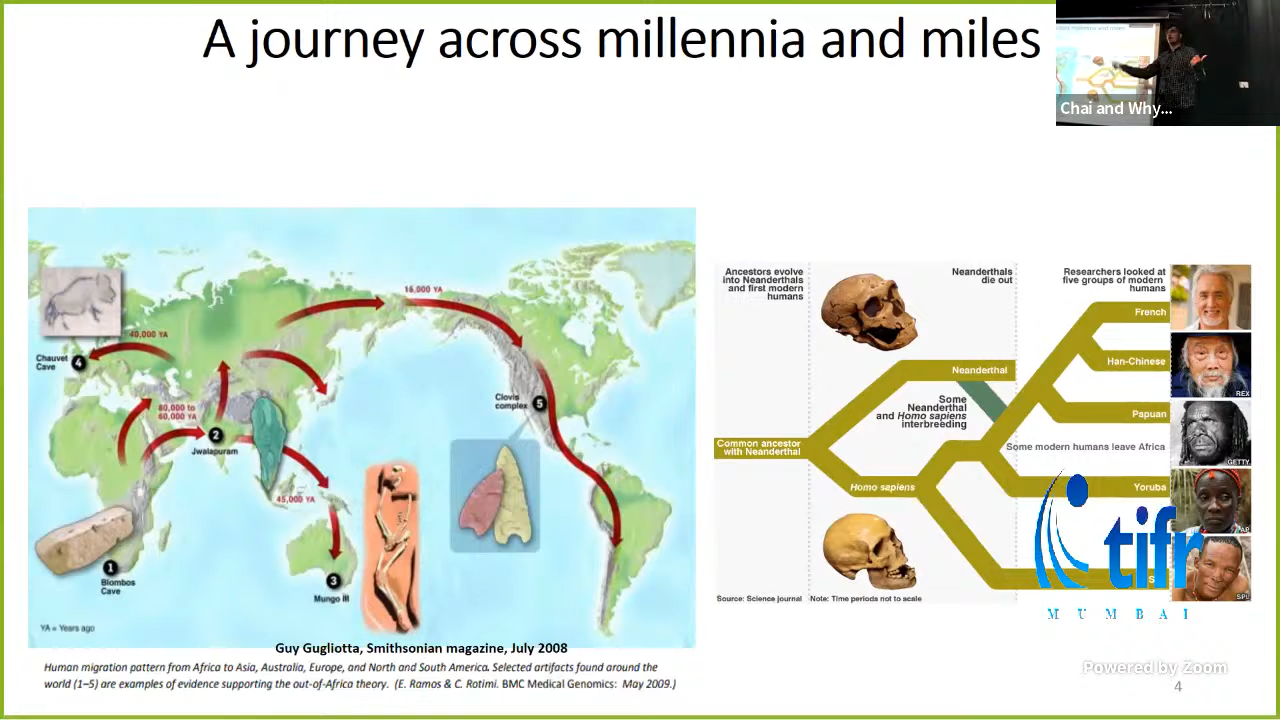 A journey across millennia and miles
Chai and Why...
16,000 YA
40,000 YA
Chauvet
Cave
4
80,000 to
60,000 YA
2
Jwalapuram
Clovis
complex
5
45,000 YA
1
Blombos
Cave
3
Mungo III
YA = Years ago
Guy Gugliotta, Smithsonian magazine, July 2008
Human migration pattern from Africa to Asia, Australia, Europe, and North and South America. Selected artifacts found around the
world (1–5) are examples of evidence supporting the out-of-Africa theory. (E. Ramos & C. Rotimi. BMC Medical Genomics: May 2009.)
Ancestors evolve
into Neanderthals
and first modern
humans
Neanderthals
die out
Researchers looked at
five groups of modern
humans
French
Han-Chinese
REX
Neanderthal
Some
Neanderthal
and Homo sapiens
interbreeding
Papuan
Common ancestor
with Neanderthal
Some modern humans leave Africa
GETTY
Homo sapiens
Yoruba
tifr
SPL
Source: Science journal
Note: Time periods not to scale
MUMBAI
Powered by Zoom
4